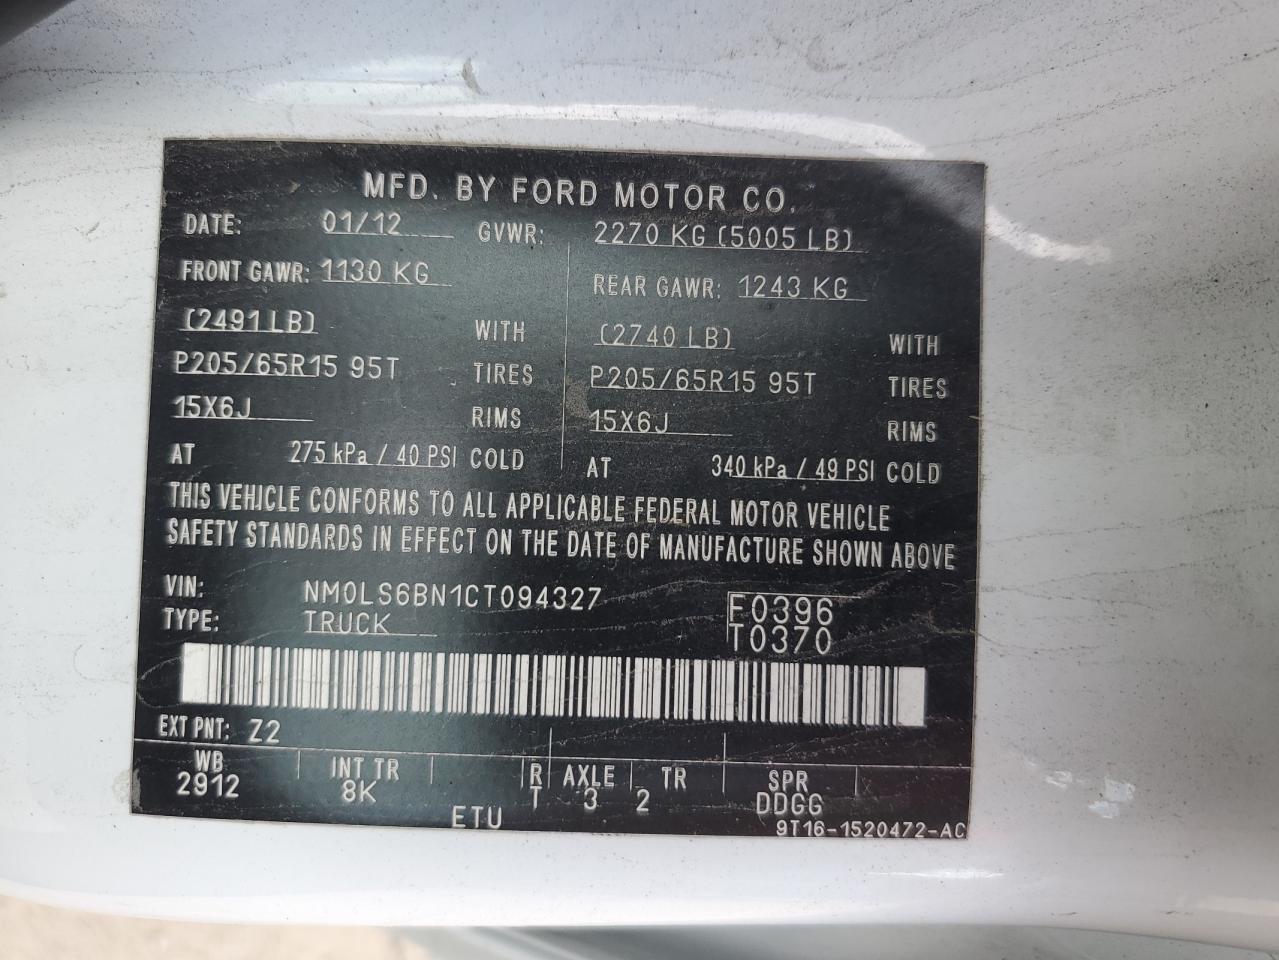 MFD. BY FORD MOTOR CO.
DATE: 01/12 GVWR: 2270 KG (5005 LB)
FRONT GAWR: 1130 KG REAR GAWR: 1243 KG
(2491 LB) WITH (2740 LB) WITH
P205/65R15 95T TIRES P205/65R15 95T TIRES
15X6J RIMS 15X6J RIMS
AT 275 kPa / 40 PSI COLD AT 340 kPa / 49 PSI COLD
THIS VEHICLE CONFORMS TO ALL APPLICABLE FEDERAL MOTOR VEHICLE
SAFETY STANDARDS IN EFFECT ON THE DATE OF MANUFACTURE SHOWN ABOVE
VIN: NM0LS6BN1CT094327 F0396
TYPE: TRUCK T0370
EXT PNT: Z2
WB INT TR R AXLE TR SPR
2912 8K T 3 2 DDGG
ETU 9T16-1520472-AC